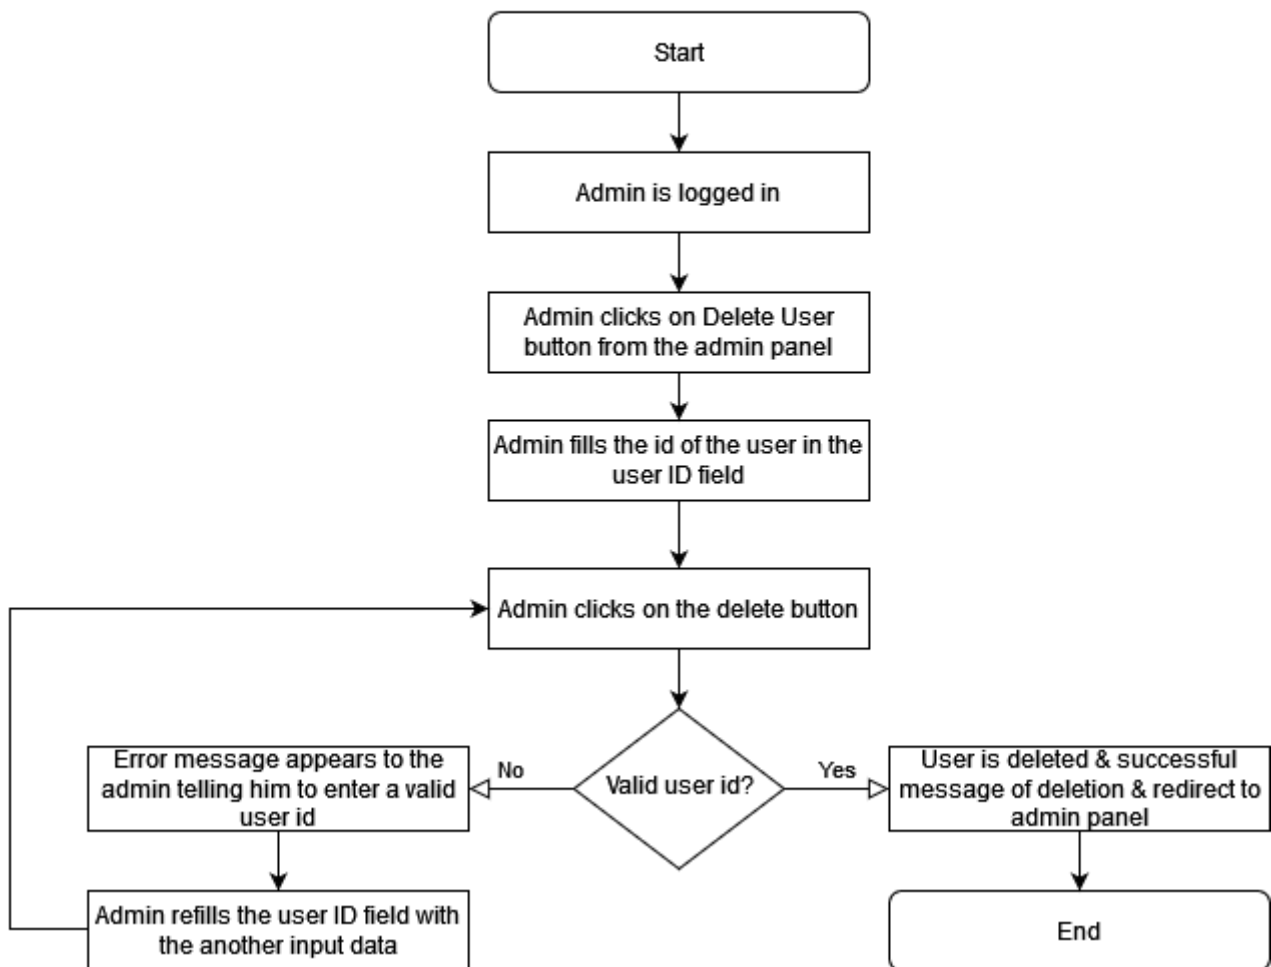 Start
Admin is logged in
Admin clicks on Delete User
button from the admin panel
Admin fills the id of the user in the
user ID field
Admin clicks on the delete button
Valid user id?
No
Yes
Error message appears to the
admin telling him to enter a valid
user id
Admin refills the user ID field with
the another input data
User is deleted & successful
message of deletion & redirect to
admin panel
End